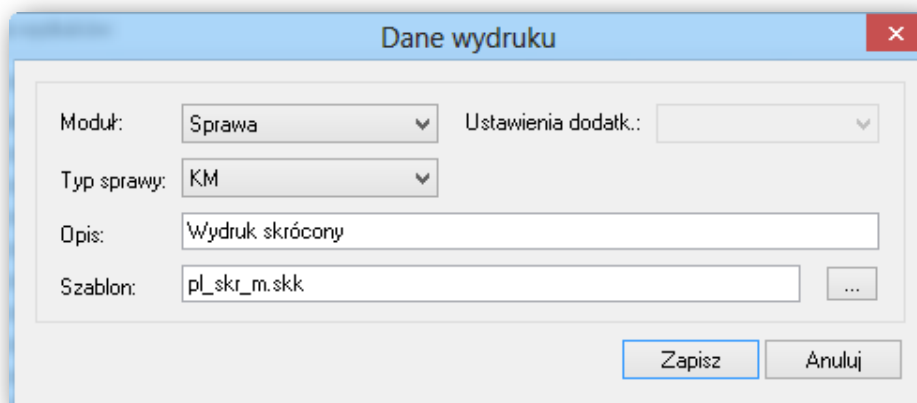 Dane wydruku
Moduł: Sprawa Ustawienia dodatk.:
Typ sprawy: KM
Opis: Wydruk skrócony
Szablon: pl_skr_m.skk ...
Zapisz Anuluj